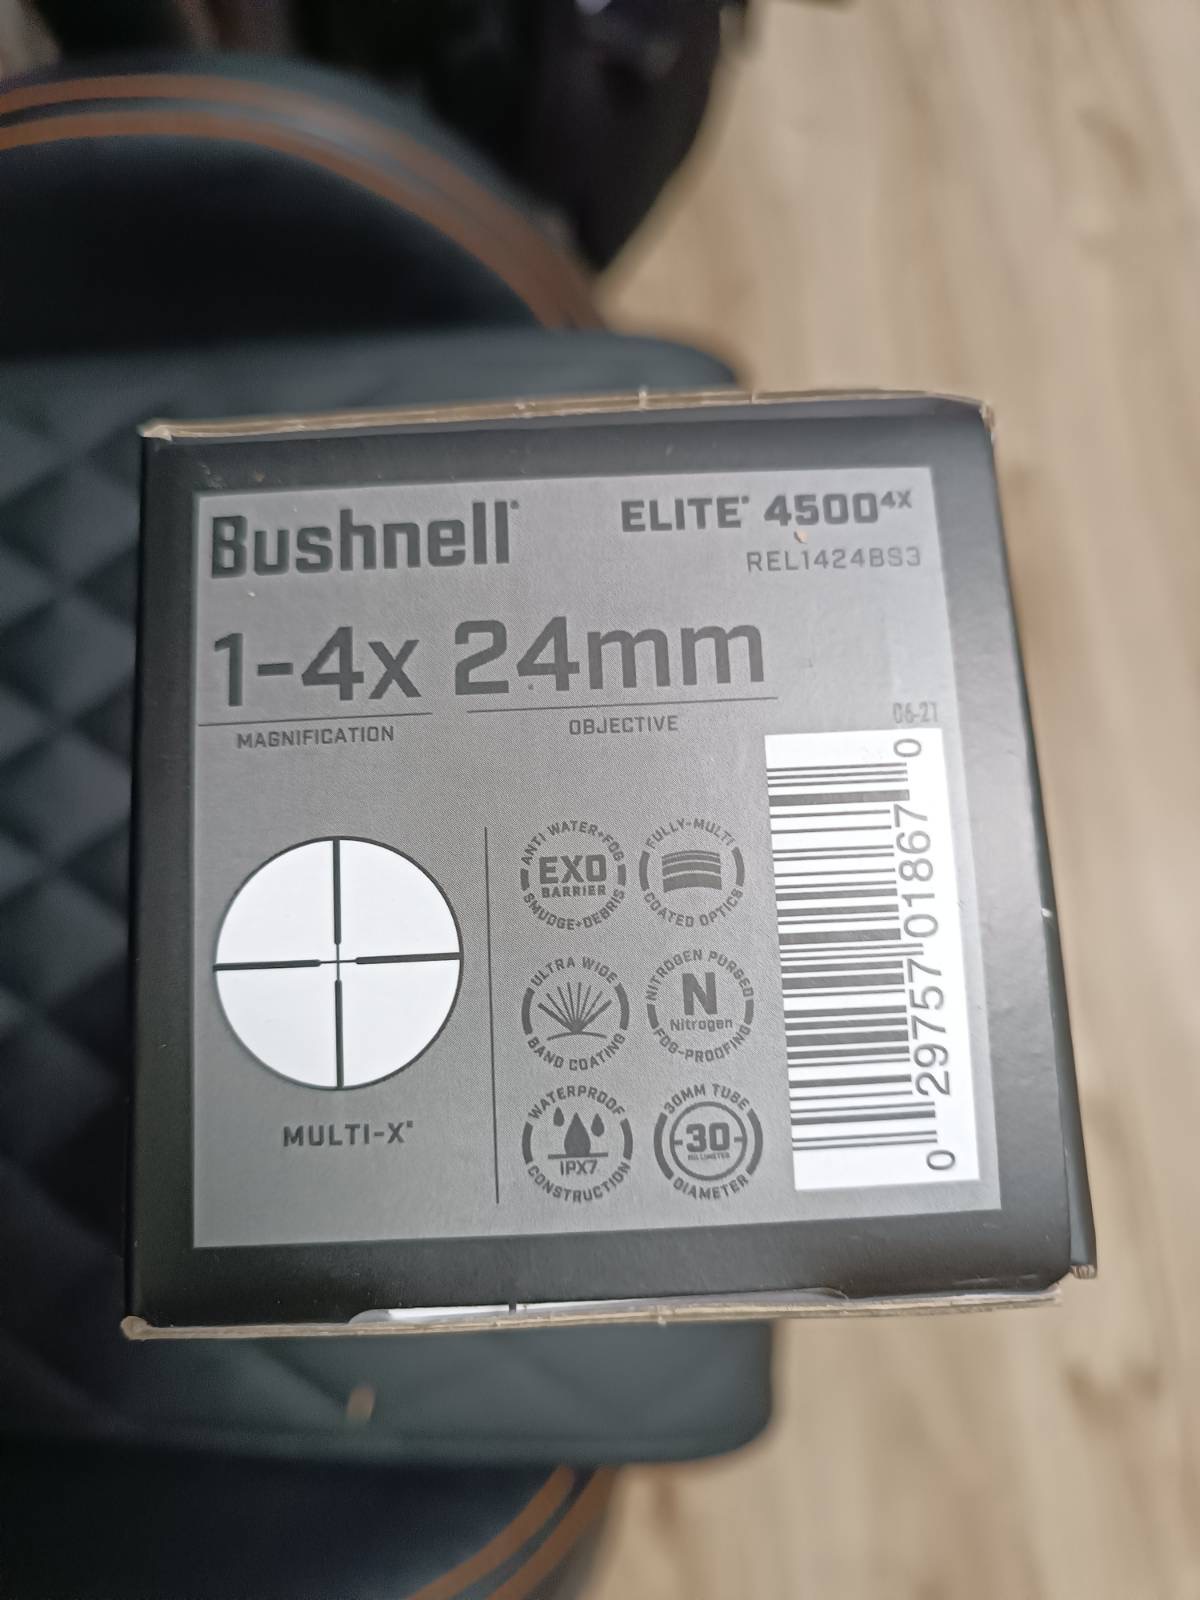 Bushnell®
ELITE® 4500 4X
REL1424BS3
1-4x 24mm
MAGNIFICATION
OBJECTIVE
06-21
MULTI-X®
ANTI WATER+FOG
EXO
BARRIER
SMUDGE+DEBRIS
FULLY-MULTI
COATED OPTICS
ULTRA WIDE
BAND COATING
NITROGEN PURGED
N
Nitrogen
FOG-PROOFING
WATERPROOF
IPX7
CONSTRUCTION
30MM TUBE
-30-
MILLIMETER
DIAMETER
0 29757 01867 0